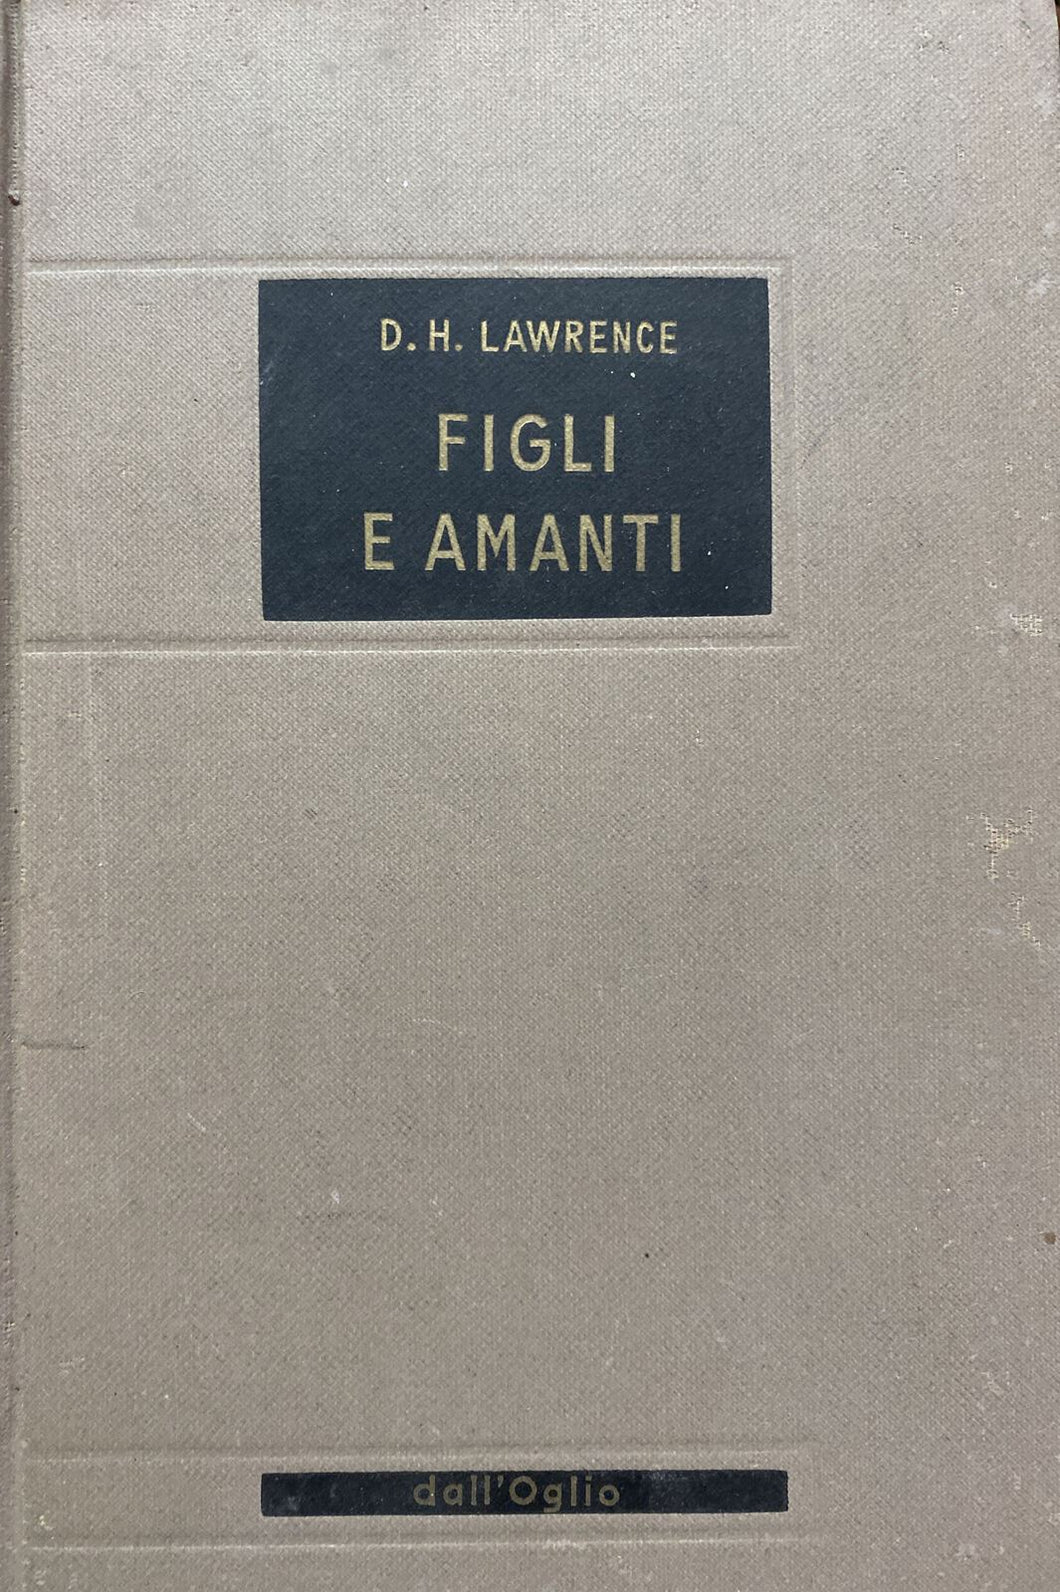 D. H. LAWRENCE
FIGLI
E AMANTI
dall'Oglio